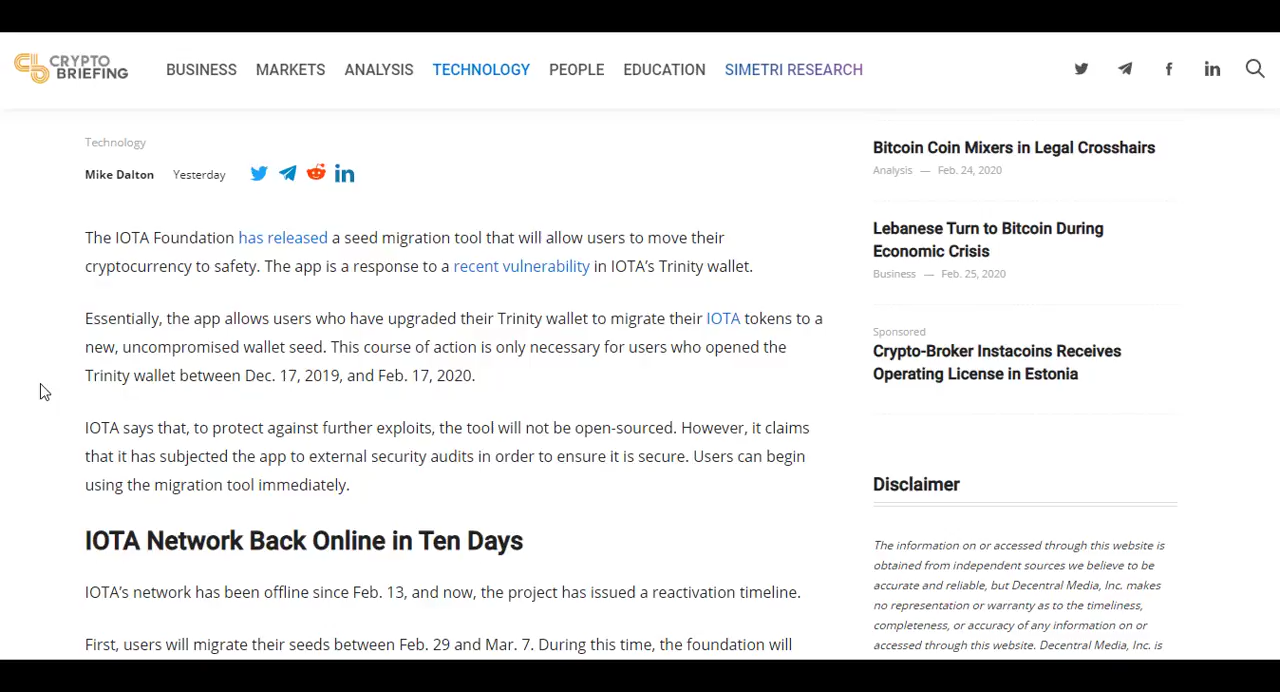 CRYPTO
BRIEFING
BUSINESS MARKETS ANALYSIS TECHNOLOGY PEOPLE EDUCATION SIMETRI RESEARCH
Technology
Mike Dalton Yesterday
The IOTA Foundation has released a seed migration tool that will allow users to move their
cryptocurrency to safety. The app is a response to a recent vulnerability in IOTA's Trinity wallet.
Essentially, the app allows users who have upgraded their Trinity wallet to migrate their IOTA tokens to a
new, uncompromised wallet seed. This course of action is only necessary for users who opened the
Trinity wallet between Dec. 17, 2019, and Feb. 17, 2020.
IOTA says that, to protect against further exploits, the tool will not be open-sourced. However, it claims
that it has subjected the app to external security audits in order to ensure it is secure. Users can begin
using the migration tool immediately.
IOTA Network Back Online in Ten Days
IOTA's network has been offline since Feb. 13, and now, the project has issued a reactivation timeline.
First, users will migrate their seeds between Feb. 29 and Mar. 7. During this time, the foundation will
Bitcoin Coin Mixers in Legal Crosshairs
Analysis — Feb. 24, 2020
Lebanese Turn to Bitcoin During
Economic Crisis
Business — Feb. 25, 2020
Sponsored
Crypto-Broker Instacoins Receives
Operating License in Estonia
Disclaimer
The information on or accessed through this website is
obtained from independent sources we believe to be
accurate and reliable, but Decentral Media, Inc. makes
no representation or warranty as to the timeliness,
completeness, or accuracy of any information on or
accessed through this website. Decentral Media, Inc. is